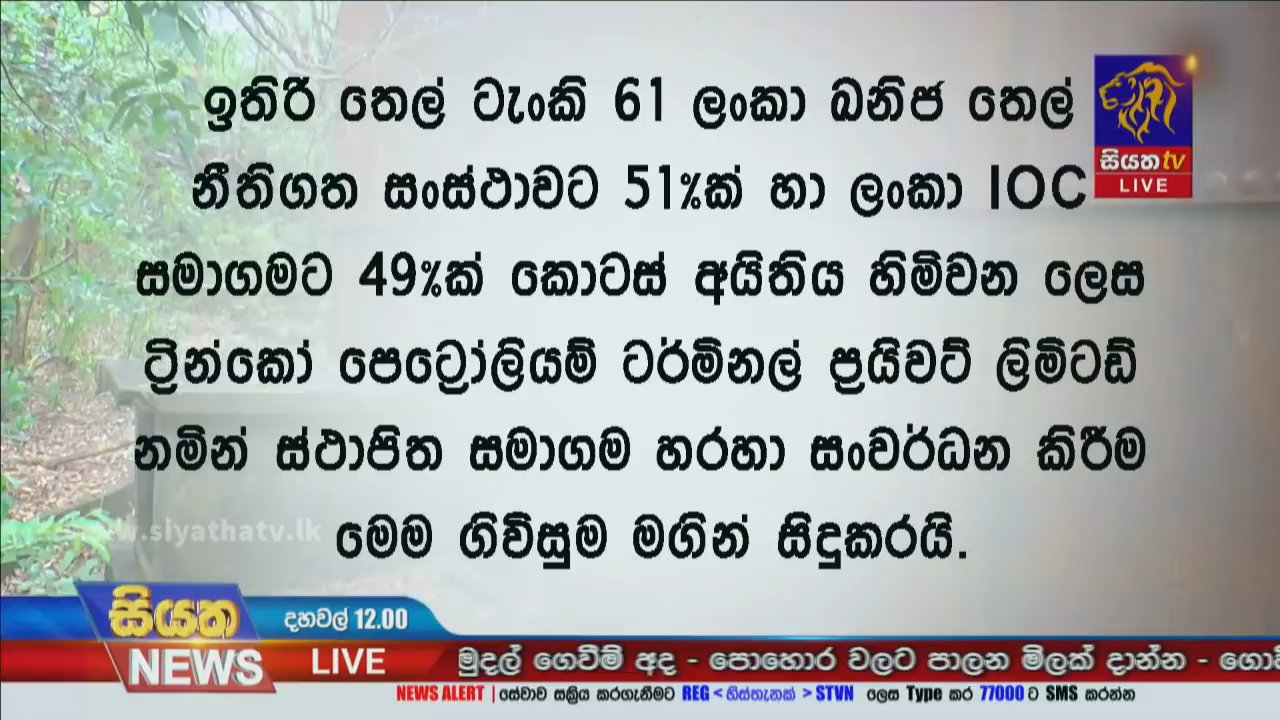 ඉතිරි තෙල් ටැංකි 61 ලංකා ඛනිජ තෙල්
නීතිගත සංස්ථාවට 51%ක් හා ලංකා IOC
සමාගමට 49%ක් කොටස් අයිතිය හිමිවන ලෙස
ට්‍රින්කෝ පෙට්‍රෝලියම් ටර්මිනල් ප්‍රයිවට් ලිමිටඩ්
නමින් ස්ථාපිත සමාගම හරහා සංවර්ධන කිරීම
මෙම ගිවිසුම මගින් සිදුකරයි.
සියත tv
LIVE
www.siyathatv.lk
සියත
NEWS
දහවල් 12.00
LIVE
මුදල් ගෙවීම් අද - පොහොර වලට පාලන මිලක් දාන්න -
NEWS ALERT | සේවාව සක්‍රිය කරගැනීමට REG < හිස්තැනක් > STVN ලෙස Type කර 77000 ට SMS කරන්න